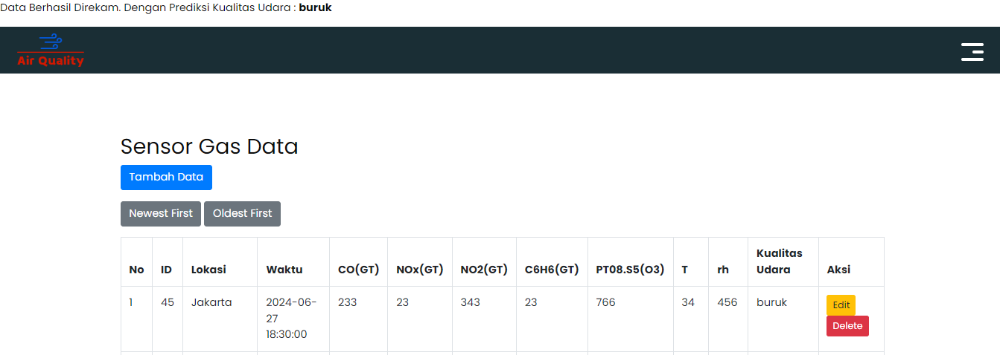 Data Berhasil Direkam. Dengan Prediksi Kualitas Udara : buruk
Air Quality
Sensor Gas Data
Tambah Data
Newest First Oldest First
No ID Lokasi Waktu CO(GT) NOx(GT) NO2(GT) C6H6(GT) PT08.S5(O3) T rh Kualitas Udara Aksi
1 45 Jakarta 2024-06-27 18:30:00 233 23 343 23 766 34 456 buruk Edit
Delete